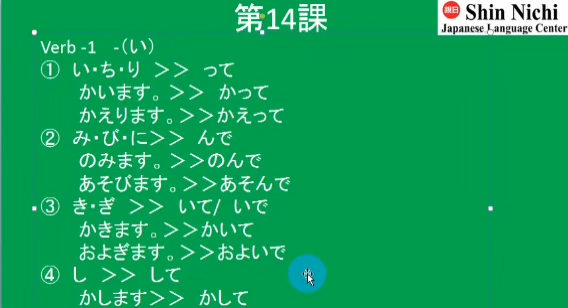 第14課
親日 Shin Nichi
Japanese Language Center
Verb -1 -(い)
① い・ち・り >> って
かいます。>> かって
かえります。>>かえって
② み・び・に>> んで
のみます。>>のんで
あそびます。>>あそんで
③ き・ぎ >> いて/ いで
かきます。>>かいて
およぎます。>>およいで
④ し >> して
かします>> かして